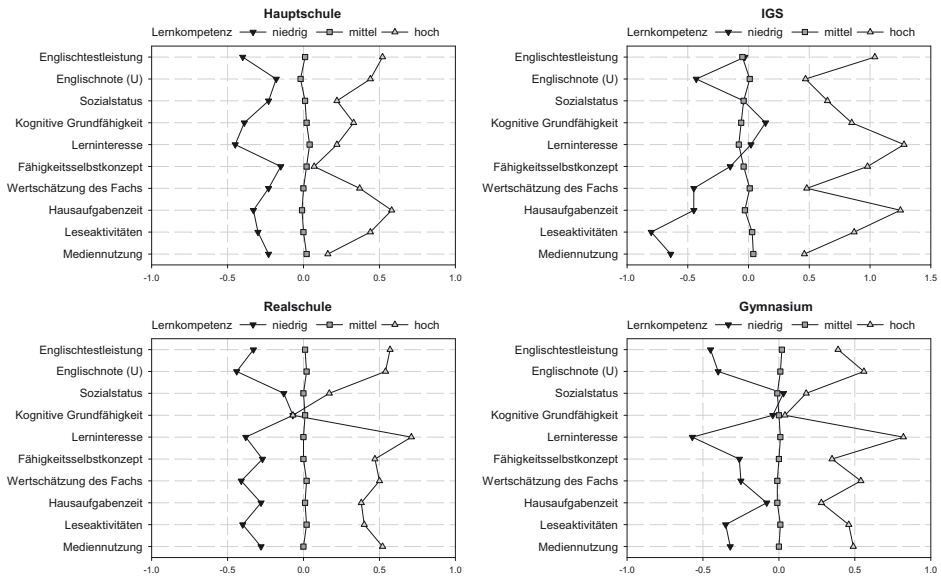 Hauptschule
Lernkompetenz niedrig mittel hoch
Englischtestleistung
Englischnote (U)
Sozialstatus
Kognitive Grundfähigkeit
Lerninteresse
Fähigkeitsselbstkonzept
Wertschätzung des Fachs
Hausaufgabenzeit
Leseaktivitäten
Mediennutzung
-1.0 -0.5 0.0 0.5 1.0
IGS
Lernkompetenz niedrig mittel hoch
Englischtestleistung
Englischnote (U)
Sozialstatus
Kognitive Grundfähigkeit
Lerninteresse
Fähigkeitsselbstkonzept
Wertschätzung des Fachs
Hausaufgabenzeit
Leseaktivitäten
Mediennutzung
-1.0 -0.5 0.0 0.5 1.0 1.5
Realschule
Lernkompetenz niedrig mittel hoch
Englischtestleistung
Englischnote (U)
Sozialstatus
Kognitive Grundfähigkeit
Lerninteresse
Fähigkeitsselbstkonzept
Wertschätzung des Fachs
Hausaufgabenzeit
Leseaktivitäten
Mediennutzung
-1.0 -0.5 0.0 0.5 1.0
Gymnasium
Lernkompetenz niedrig mittel hoch
Englischtestleistung
Englischnote (U)
Sozialstatus
Kognitive Grundfähigkeit
Lerninteresse
Fähigkeitsselbstkonzept
Wertschätzung des Fachs
Hausaufgabenzeit
Leseaktivitäten
Mediennutzung
-1.0 -0.5 0.0 0.5 1.0